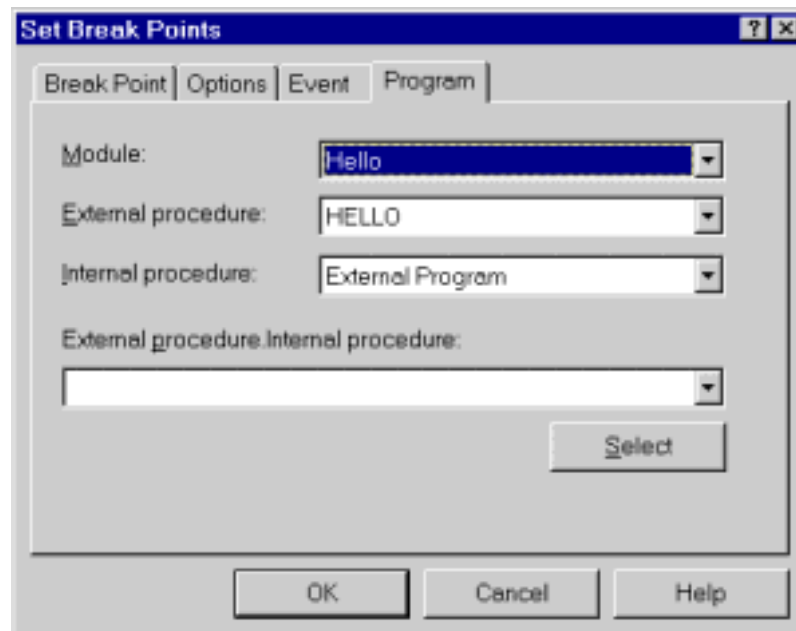 Set Break Points
Break Point Options Event Program
Module: Hello
External procedure: HELLO
Internal procedure: External Program
External procedure.Internal procedure:
Select
OK Cancel Help